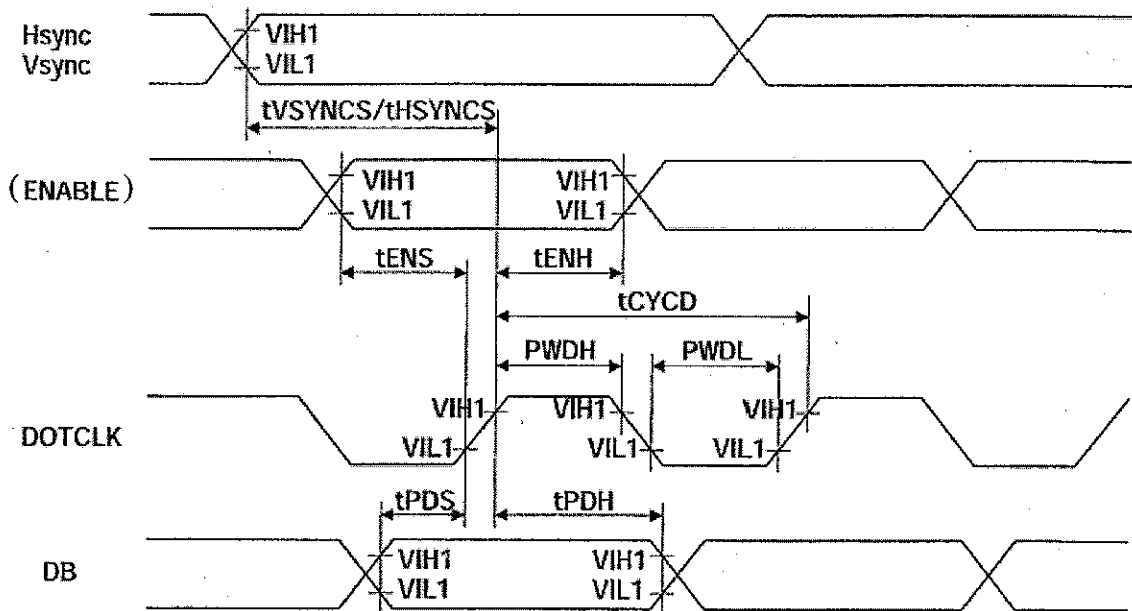 Hsync
Vsync
VIH1
VIL1
tVSYNCS/tHSYNCS
(ENABLE)
VIH1
VIL1
VIH1
VIL1
tENS
tENH
tCYCD
PWDH
PWDL
DOTCLK
VIH1
VIH1
VIH1
VIL1
VIL1
VIL1
tPDS
tPDH
DB
VIH1
VIL1
VIH1
VIL1